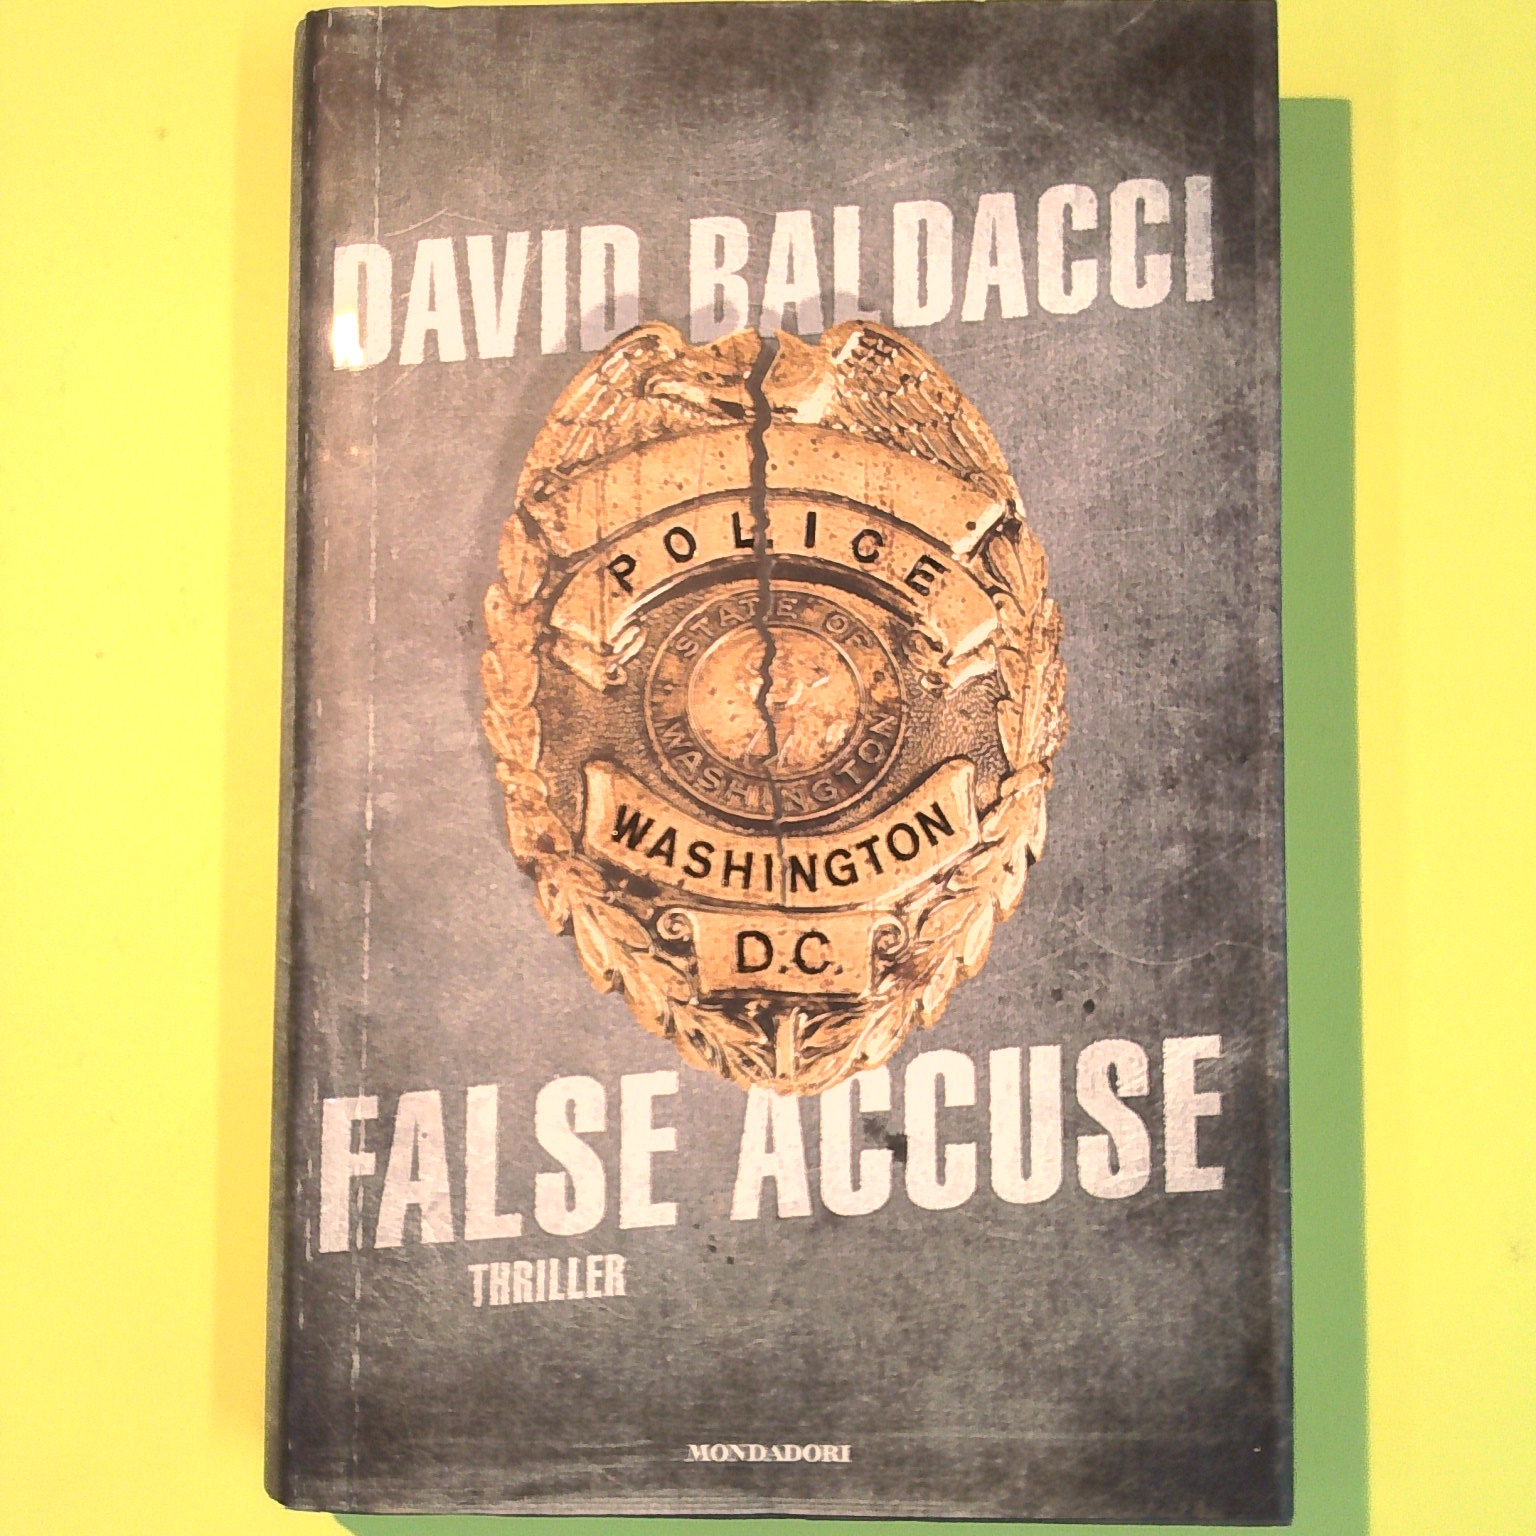 DAVID BALDACCI
POLICE
STATE OF
WASHINGTON
WASHINGTON
D.C.
FALSE ACCUSE
THRILLER
MONDADORI